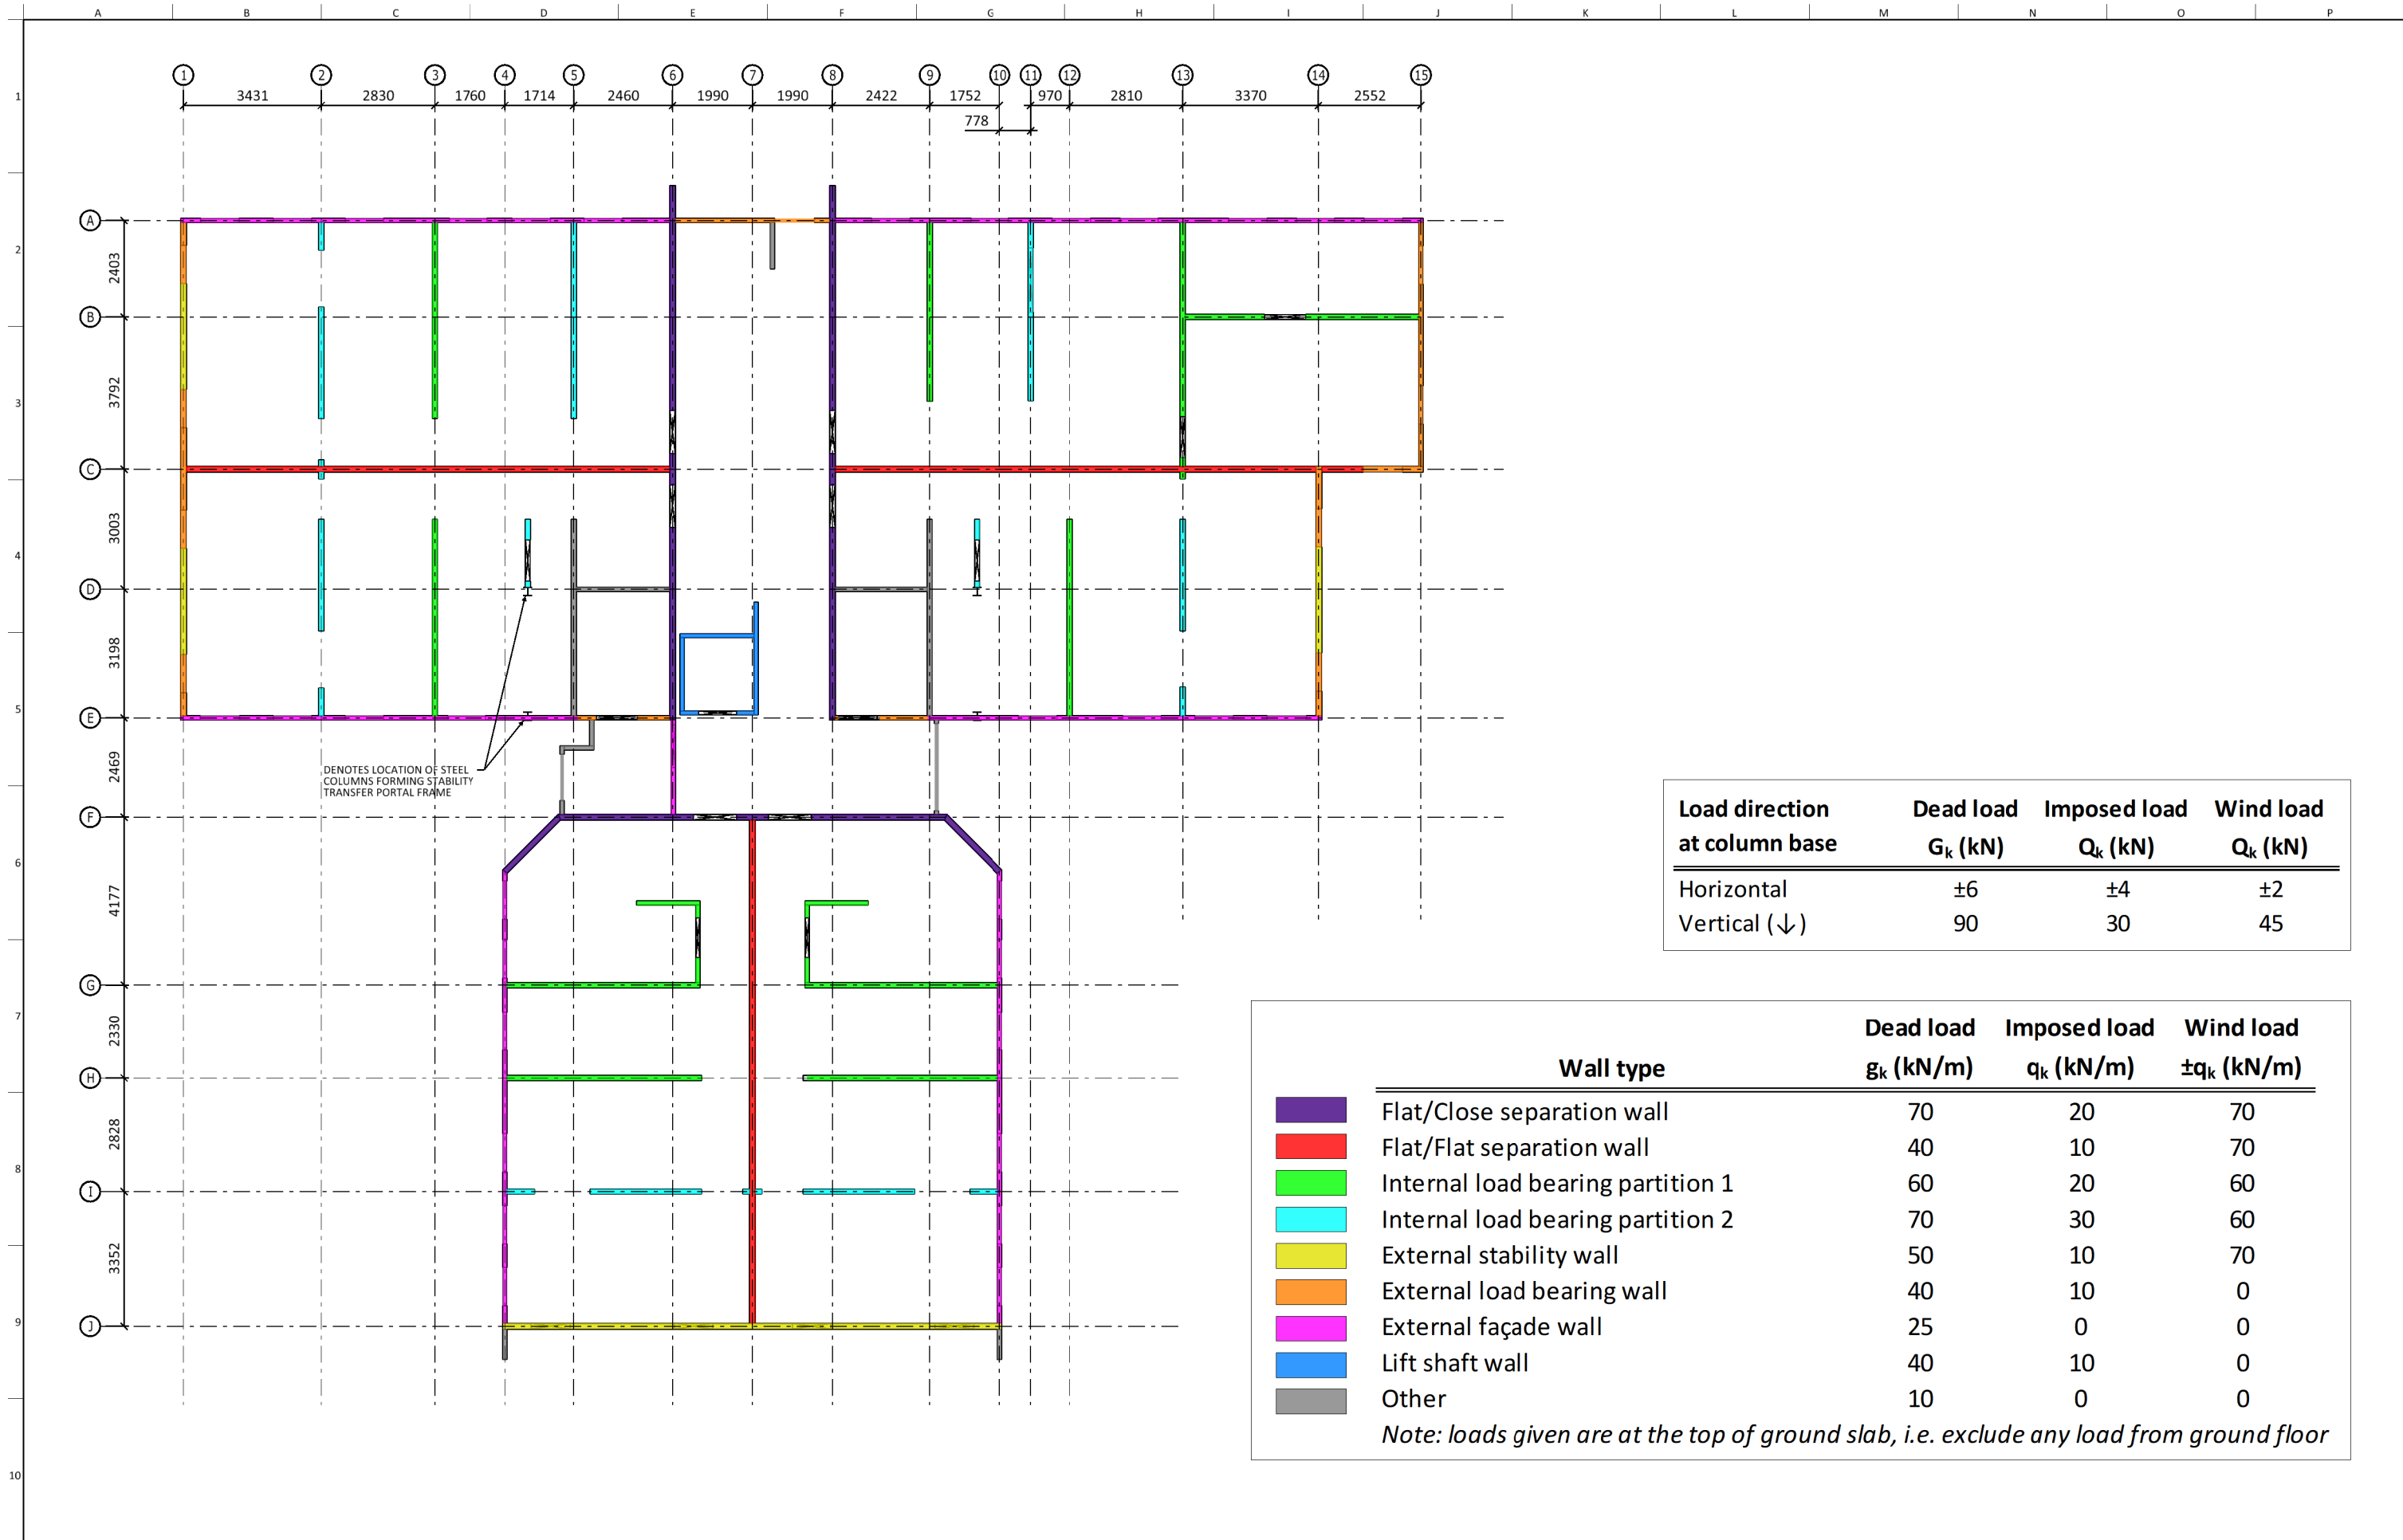 A B C D E F G H I J K L M N O P
1 2 3 4 5 6 7 8 9 10 11 12 13 14 15
3431 2830 1760 1714 2460 1990 1990 2422 1752 970 2810 3370 2552
778
1
A
2
2403
B
3792
3
C
3003
4
D
3198
5
E
2469
DENOTES LOCATION OF STEEL
COLUMNS FORMING STABILITY
TRANSFER PORTAL FRAME
F
6
4177
G
7
2330
H
2828
8
I
3352
9
J
10
Load direction Dead load Imposed load Wind load
at column base Gk (kN) Qk (kN) Qk (kN)
Horizontal ±6 ±4 ±2
Vertical (↓) 90 30 45
Dead load Imposed load Wind load
Wall type gk (kN/m) qk (kN/m) ±qk (kN/m)
Flat/Close separation wall 70 20 70
Flat/Flat separation wall 40 10 70
Internal load bearing partition 1 60 20 60
Internal load bearing partition 2 70 30 60
External stability wall 50 10 70
External load bearing wall 40 10 0
External façade wall 25 0 0
Lift shaft wall 40 10 0
Other 10 0 0
Note: loads given are at the top of ground slab, i.e. exclude any load from ground floor